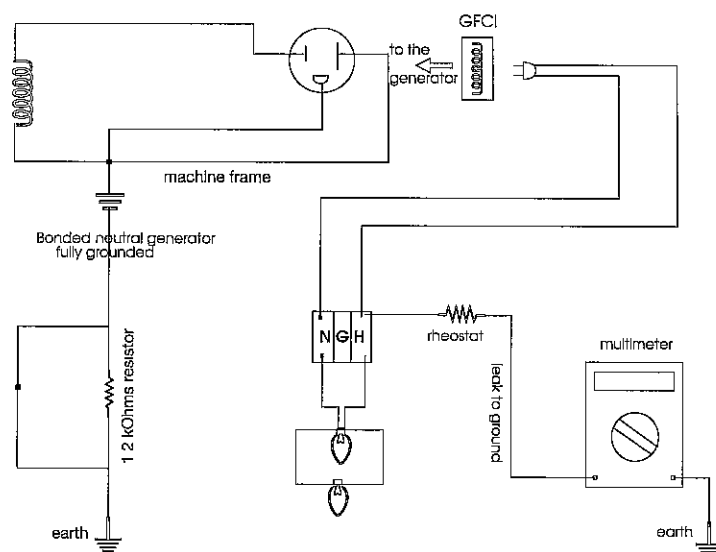 GFCI
to the
generator
machine frame
Bonded neutral generator
fully grounded
1.2 kOhms resistor
N G H
rheostat
multimeter
leak to ground
earth
earth